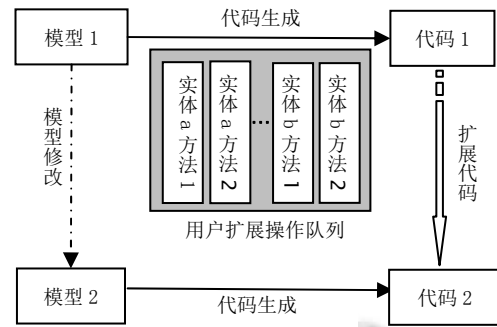 代码生成
模型 1
代码 1
实体a方法1
实体a方法2
…
实体b方法1
实体b方法2
模型修改
扩展代码
用户扩展操作队列
模型 2
代码生成
代码 2